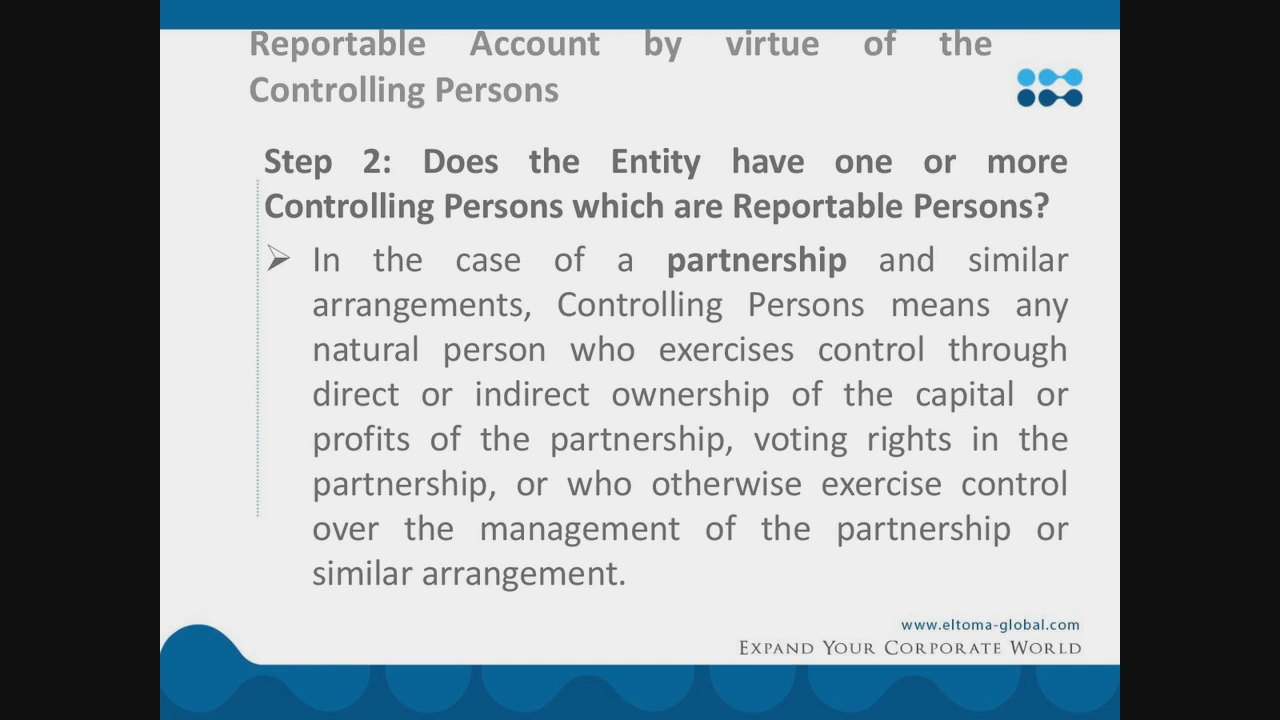 Reportable Account by virtue of the
Controlling Persons
Step 2: Does the Entity have one or more
Controlling Persons which are Reportable Persons?
In the case of a partnership and similar
arrangements, Controlling Persons means any
natural person who exercises control through
direct or indirect ownership of the capital or
profits of the partnership, voting rights in the
partnership, or who otherwise exercise control
over the management of the partnership or
similar arrangement.
www.eltoma-global.com
Expand Your Corporate World